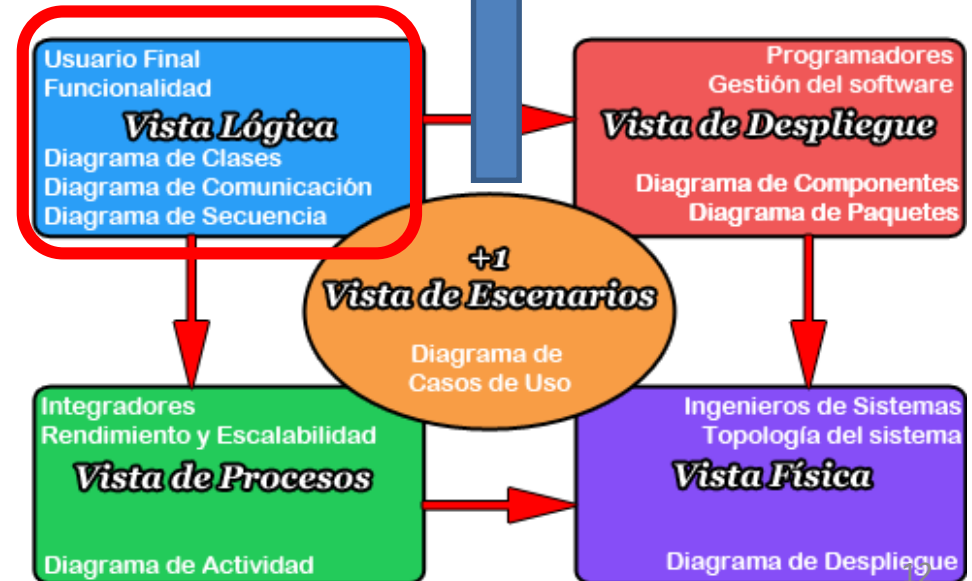 Usuario Final
Funcionalidad
Vista Lógica
Diagrama de Clases
Diagrama de Comunicación
Diagrama de Secuencia
Programadores
Gestión del software
Vista de Despliegue
Diagrama de Componentes
Diagrama de Paquetes
+1
Vista de Escenarios
Diagrama de
Casos de Uso
Integradores
Rendimiento y Escalabilidad
Vista de Procesos
Diagrama de Actividad
Ingenieros de Sistemas
Topología del sistema
Vista Física
Diagrama de Despliegue
12